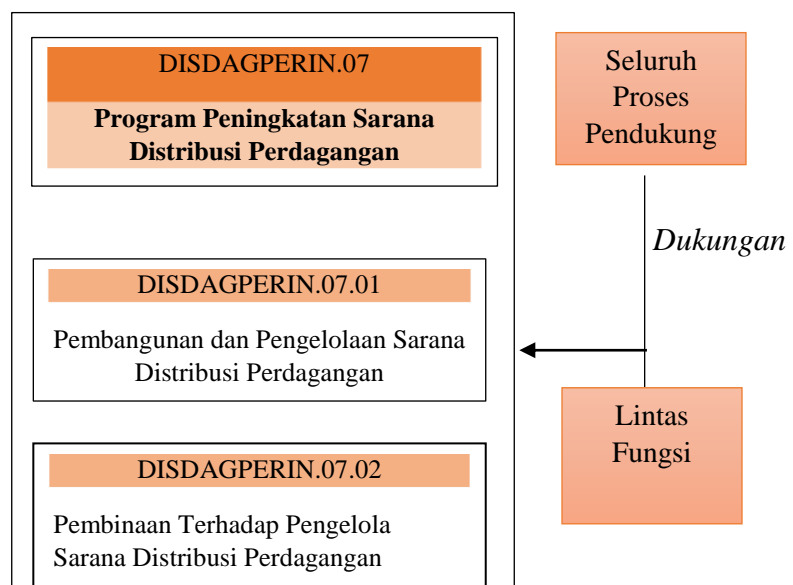 DISDAGPERIN.07
Program Peningkatan Sarana
Distribusi Perdagangan
DISDAGPERIN.07.01
Pembangunan dan Pengelolaan Sarana
Distribusi Perdagangan
DISDAGPERIN.07.02
Pembinaan Terhadap Pengelola
Sarana Distribusi Perdagangan
Seluruh
Proses
Pendukung
Dukungan
Lintas
Fungsi